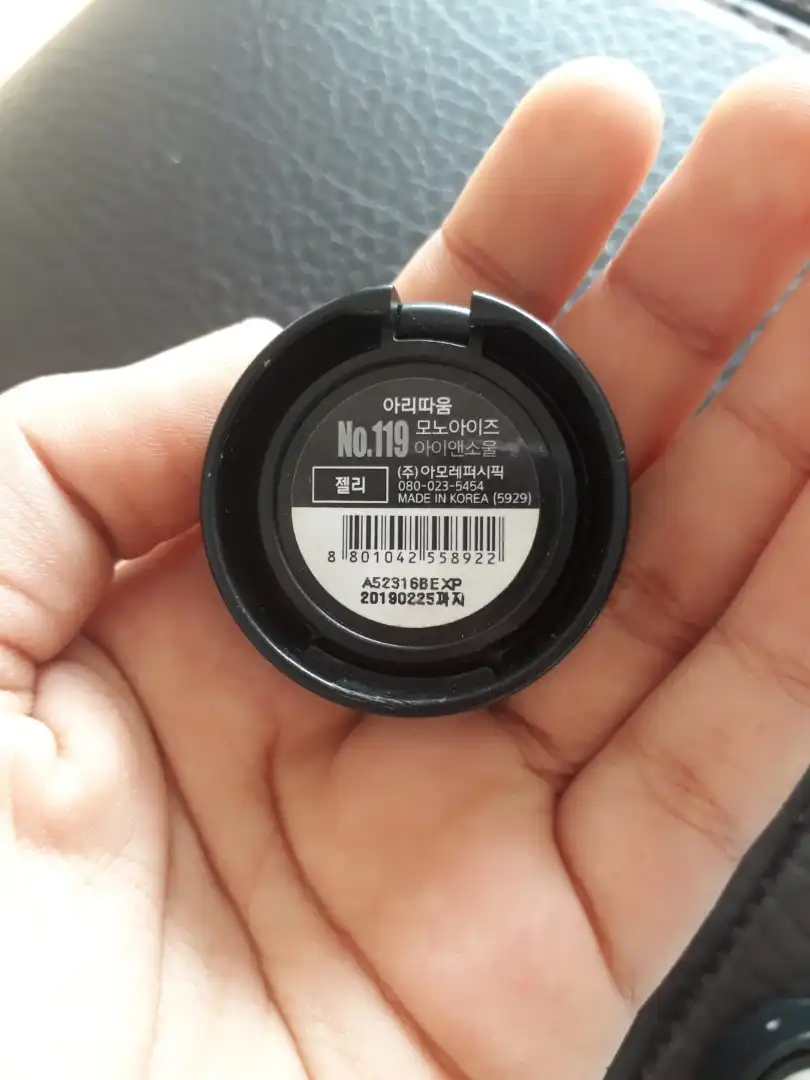 아리따움
No.119 모노아이즈
아이앤소울
젤리
(주)아모레퍼시픽
080-023-5454
MADE IN KOREA (5929)
8 801042 558922
A52316BEXP
20190225까지